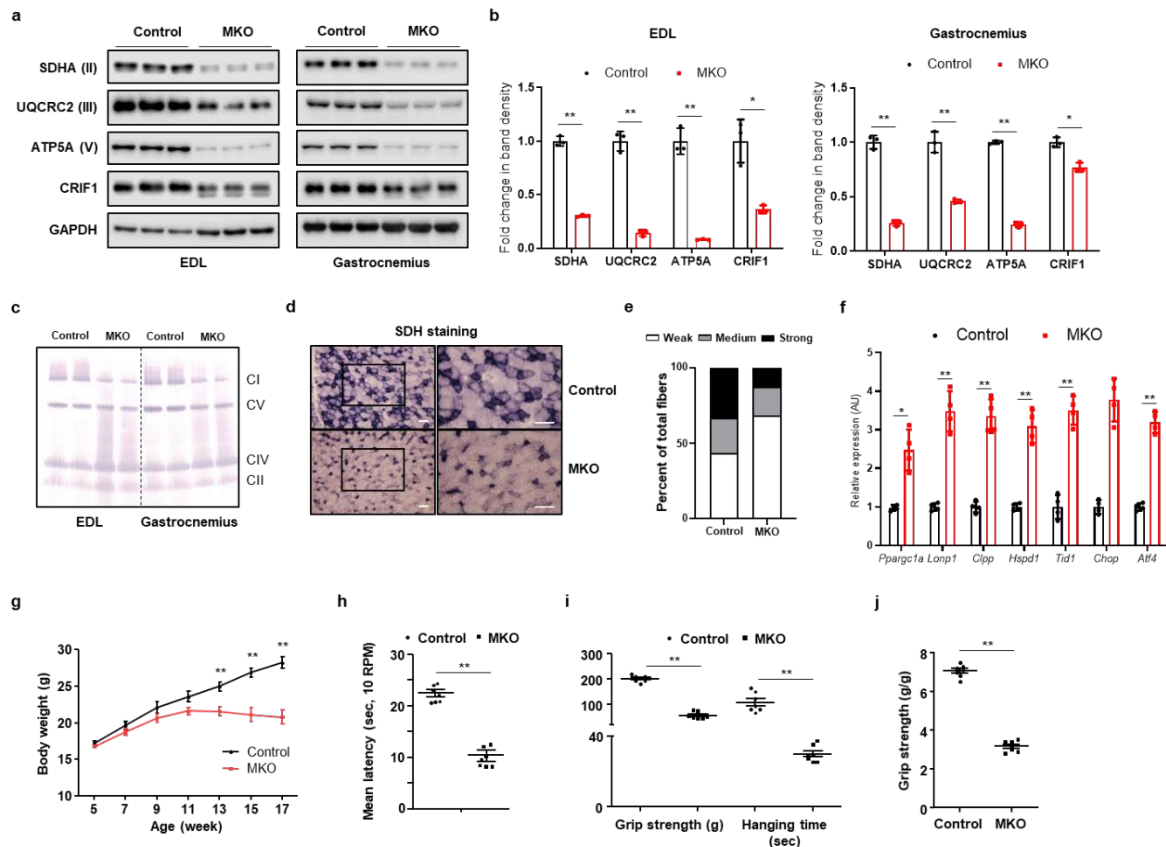 a
Control MKO Control MKO
SDHA (II)
UQCRC2 (III)
ATP5A (V)
CRIF1
GAPDH
EDL Gastrocnemius
b
EDL
Control MKO
Fold change in band density
1.5
1.0
0.5
0.0
** ** ** *
SDHA UQCRC2 ATP5A CRIF1
Gastrocnemius
Control MKO
Fold change in band density
1.5
1.0
0.5
0.0
** ** ** *
SDHA UQCRC2 ATP5A CRIF1
c
Control MKO Control MKO
CI
CV
CIV
CII
EDL Gastrocnemius
d
SDH staining
Control
MKO
e
Weak Medium Strong
Percent of total fibers
100
50
0
Control MKO
f
Control MKO
Relative expression (AU)
5
4
3
2
1
0
* ** ** ** ** **
Ppargc1a Lonp1 Clpp Hspd1 Tid1 Chop Atf4
g
Body weight (g)
30
25
20
15
10
** ** **
Control
MKO
5 7 9 11 13 15 17
Age (week)
h
Control MKO
Mean latency (sec, 10 RPM)
30
20
10
0
**
i
Control MKO
300
200
100
40
0
** **
Grip strength (g) Hanging time (sec)
j
Grip strength (g/g)
8
6
4
2
0
**
Control MKO